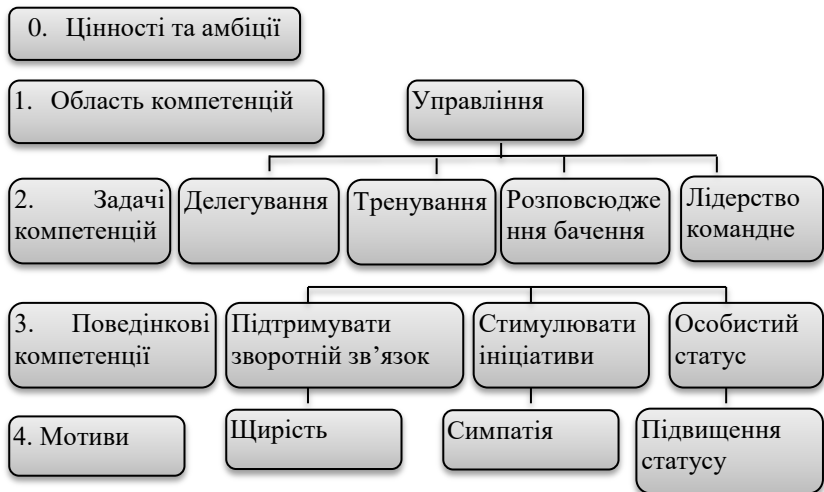 0. Цінності та амбіції
1. Область компетенцій
Управління
2. Задачі
компетенцій
Делегування
Тренування
Розповсюдже
ння бачення
Лідерство
командне
3. Поведінкові
компетенції
Підтримувати
зворотній зв’язок
Стимулювати
ініціативи
Особистий
статус
4. Мотиви
Щирість
Симпатія
Підвищення
статусу